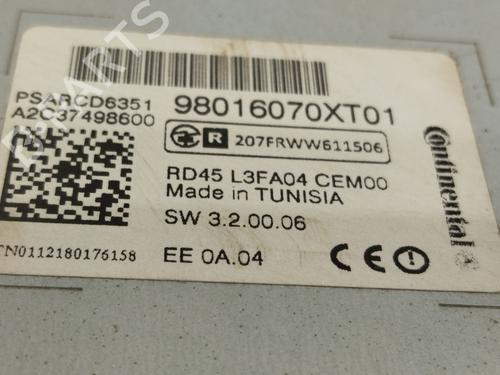 PSARCD6351
98016070XT01
A2C37498600
R 207FRWW611506
RD45 L3FA04 CEM00
Made in TUNISIA
SW 3.2.00.06
TN0112180176158
EE 0A.04
CE
Continental
B PARTS